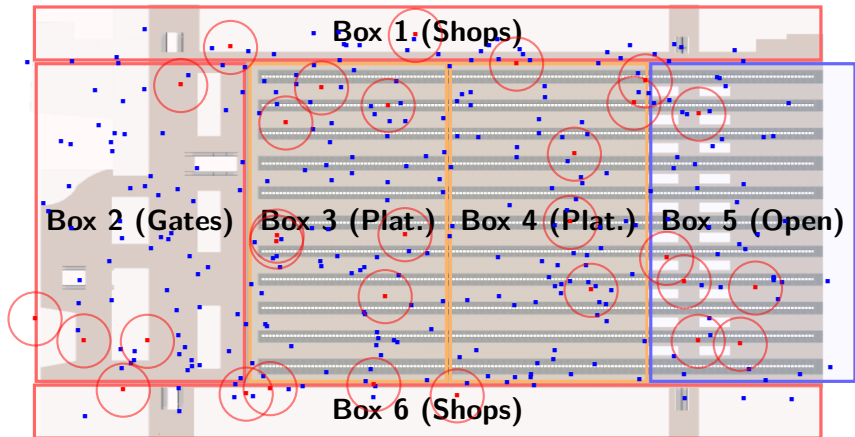 Box 1 (Shops)
Box 2 (Gates)
Box 3 (Plat.)
Box 4 (Plat.)
Box 5 (Open)
Box 6 (Shops)